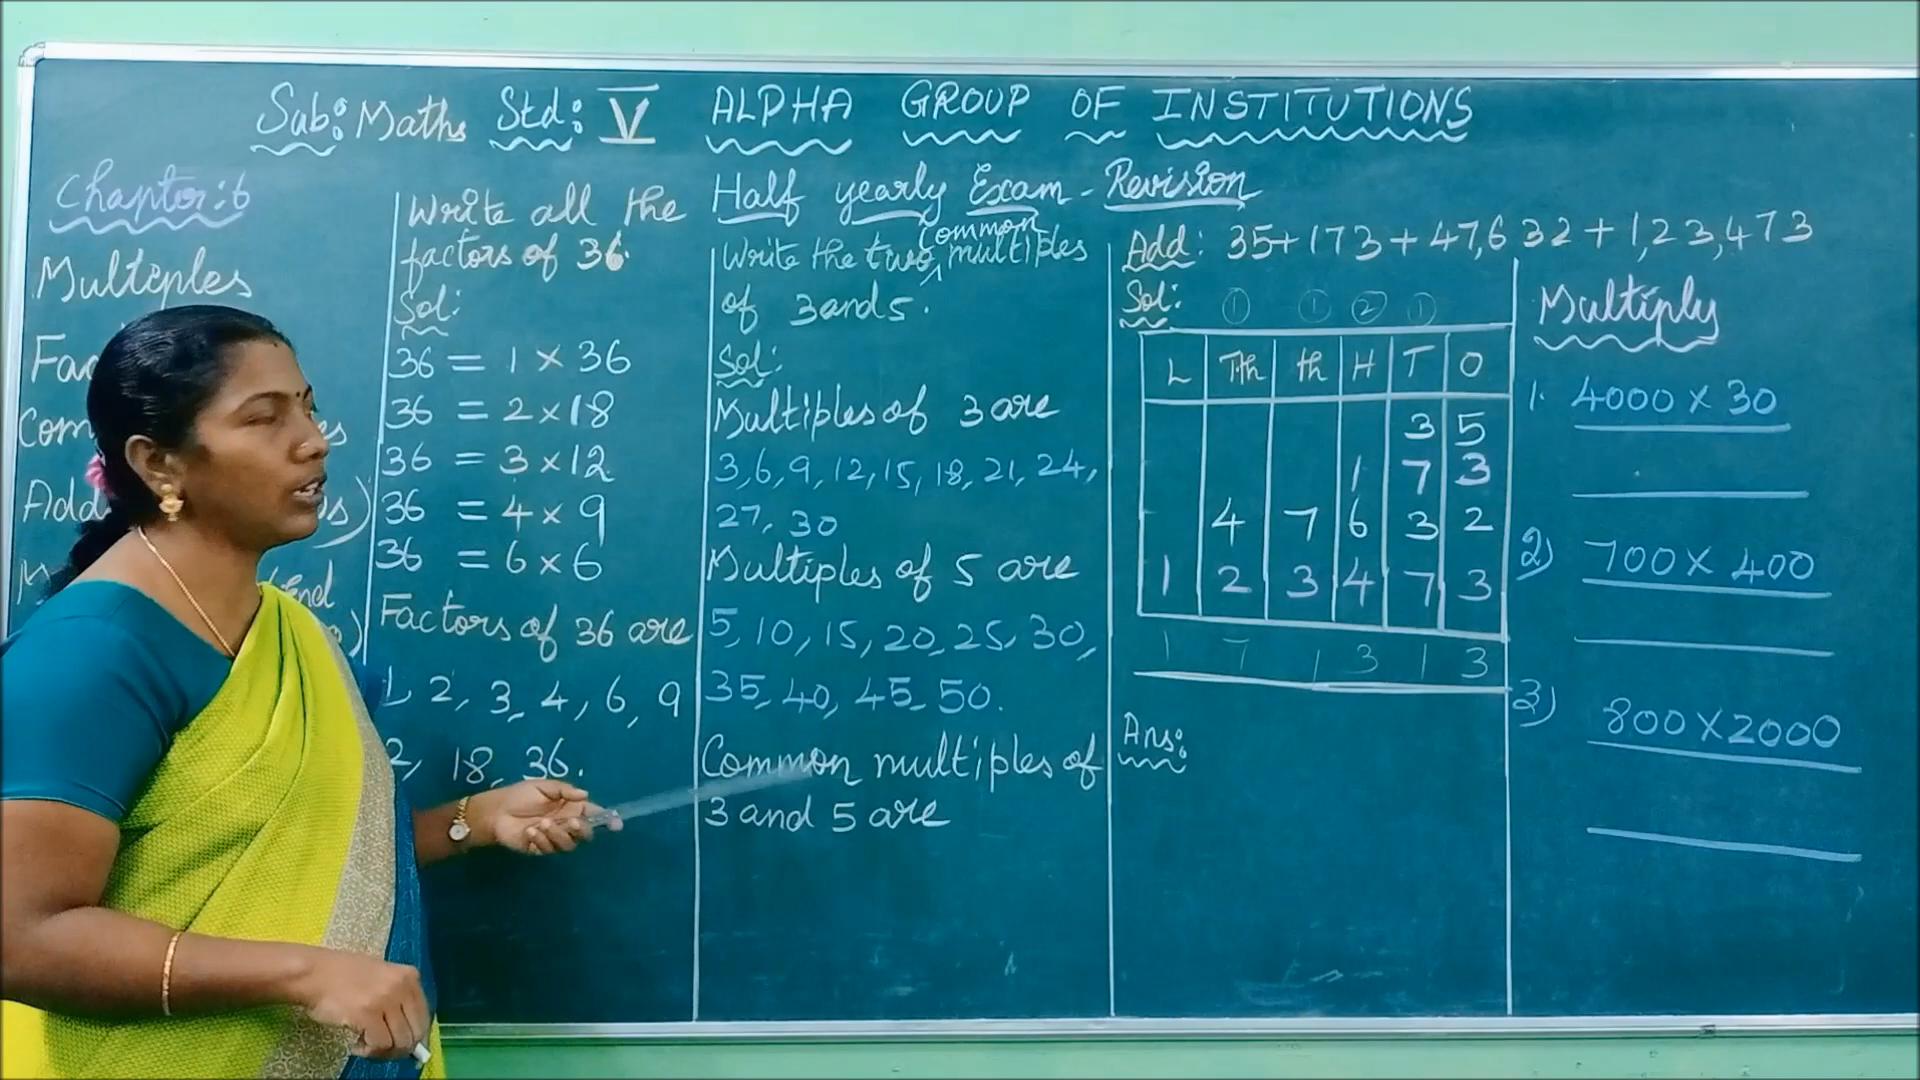 Sub: Maths Std: V ALPHA GROUP OF INSTITUTIONS
Half yearly Exam - Revision
Chapter: 6
Multiples
Add
Write all the
factors of 36.
Sol:
36 = 1 × 36
36 = 2 × 18
36 = 3 × 12
36 = 4 × 9
36 = 6 × 6
Factors of 36 are
1, 2, 3, 4, 6, 9
2, 18, 36.
Write the two common multiples
of 3 and 5.
Sol:
Multiples of 3 are
3, 6, 9, 12, 15, 18, 21, 24,
27, 30
Multiples of 5 are
5, 10, 15, 20, 25, 30,
35, 40, 45, 50.
Common multiples of
3 and 5 are
Add: 35 + 173 + 47,632 + 1,23,473
Sol: 1 1 2 1
L Tth th H T O
3 5
1 7 3
4 7 6 3 2
1 2 3 4 7 3
1 7 1 3 1 3
Ans:
Multiply
1. 4000 × 30
2) 700 × 400
3) 800 × 2000